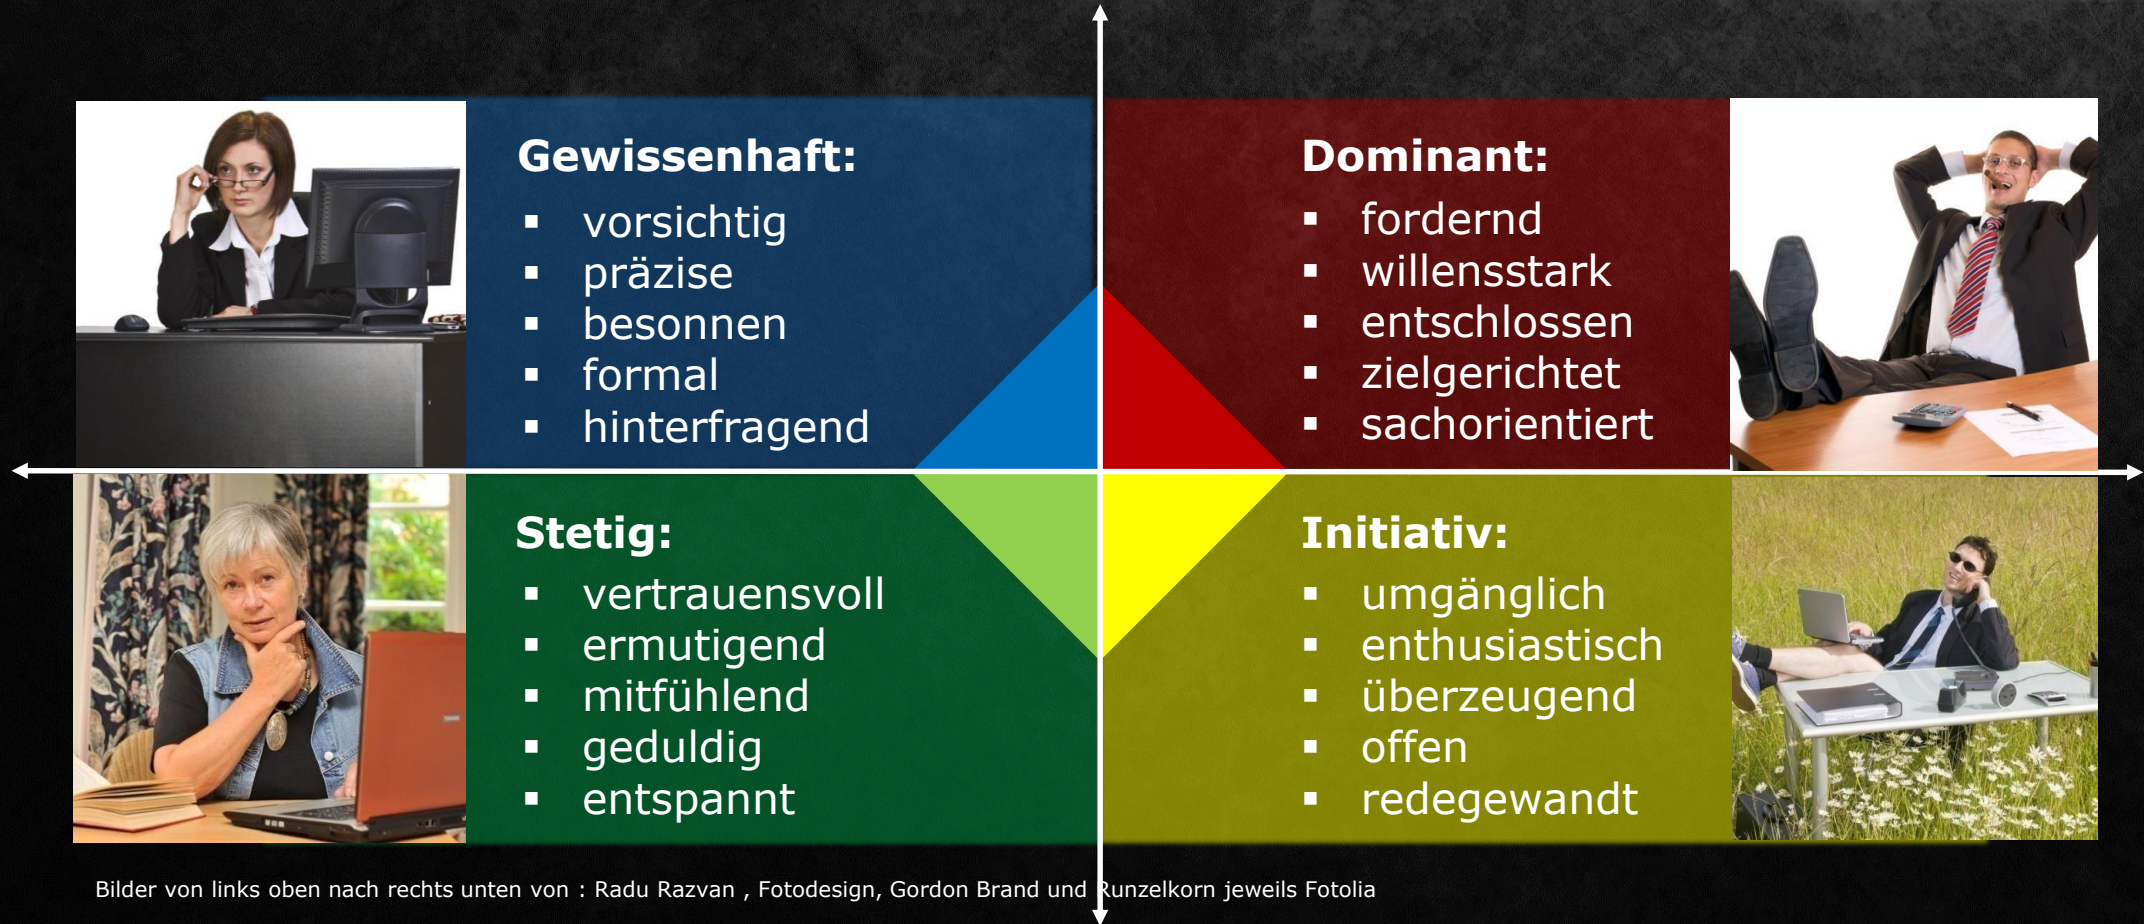 Gewissenhaft:
▪ vorsichtig
▪ präzise
▪ besonnen
▪ formal
▪ hinterfragend
Dominant:
▪ fordernd
▪ willensstark
▪ entschlossen
▪ zielgerichtet
▪ sachorientiert
Stetig:
▪ vertrauensvoll
▪ ermutigend
▪ mitfühlend
▪ geduldig
▪ entspannt
Initiativ:
▪ umgänglich
▪ enthusiastisch
▪ überzeugend
▪ offen
▪ redegewandt
Bilder von links oben nach rechts unten von : Radu Razvan , Fotodesign, Gordon Brand und Runzelkorn jeweils Fotolia